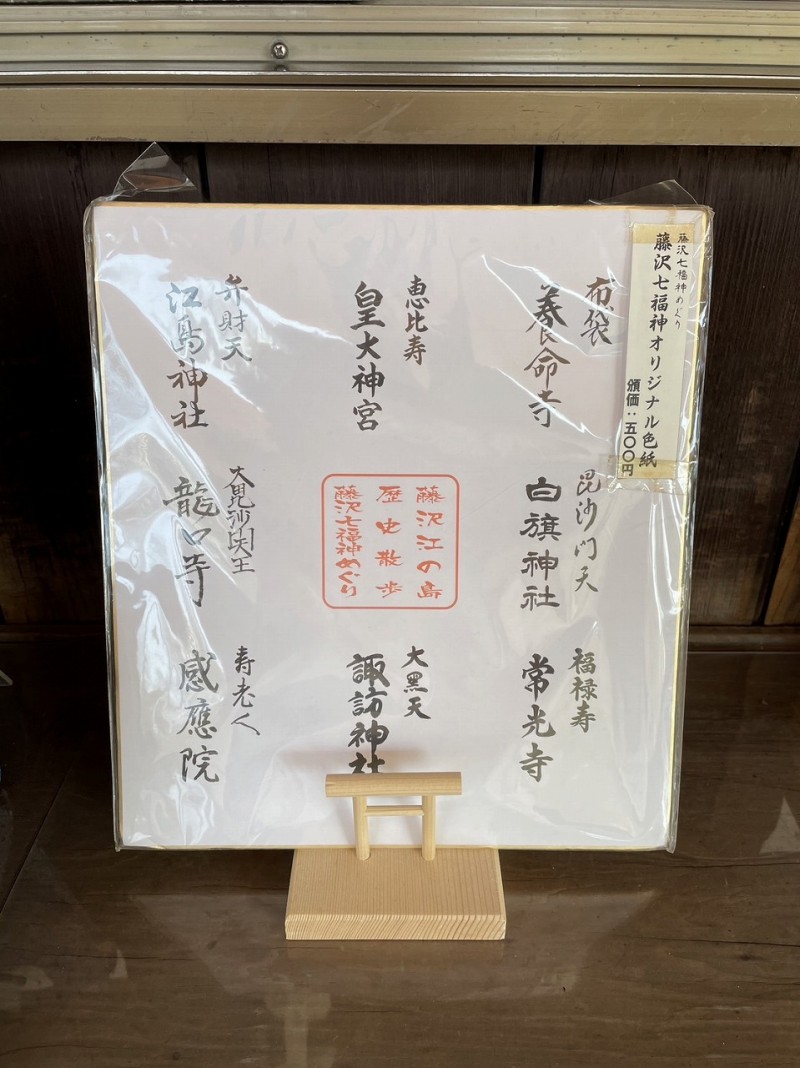 藤沢七福神めぐり
藤沢七福神オリジナル色紙
頒価：五〇〇円
布袋
養命寺
恵比寿
皇大神宮
弁財天
江島神社
毘沙門天
白旗神社
藤沢江の島
歴史散歩
藤沢七福神めぐり
大毘沙門天王
龍口寺
福禄寿
常光寺
大黒天
諏訪神社
寿老人
感應院